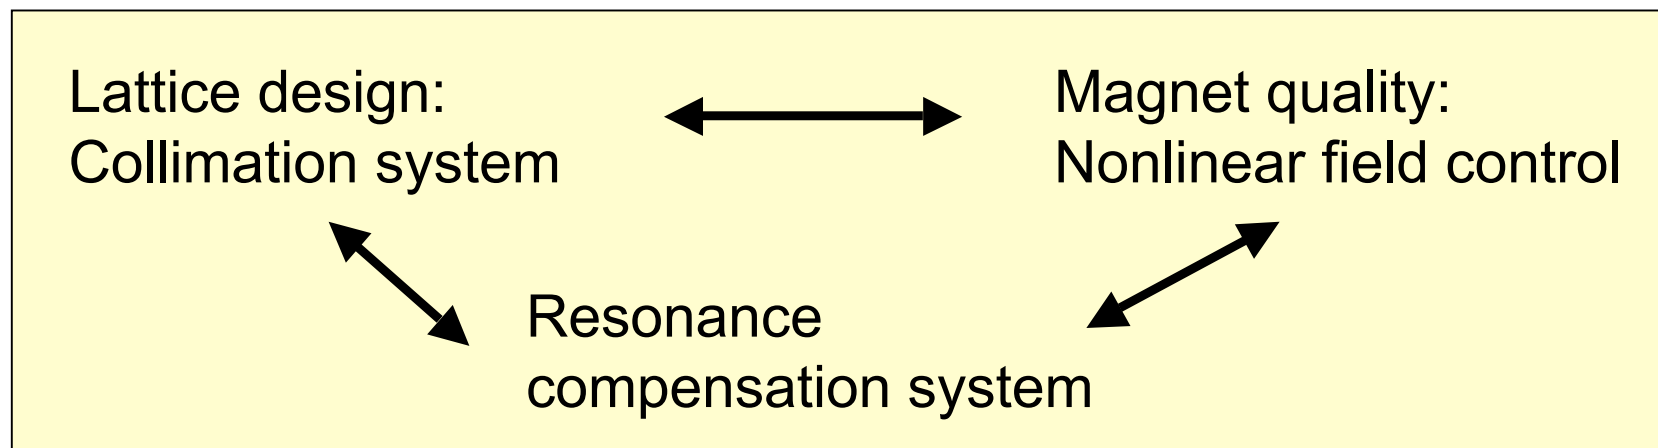 Lattice design:
Collimation system
Magnet quality:
Nonlinear field control
Resonance
compensation system